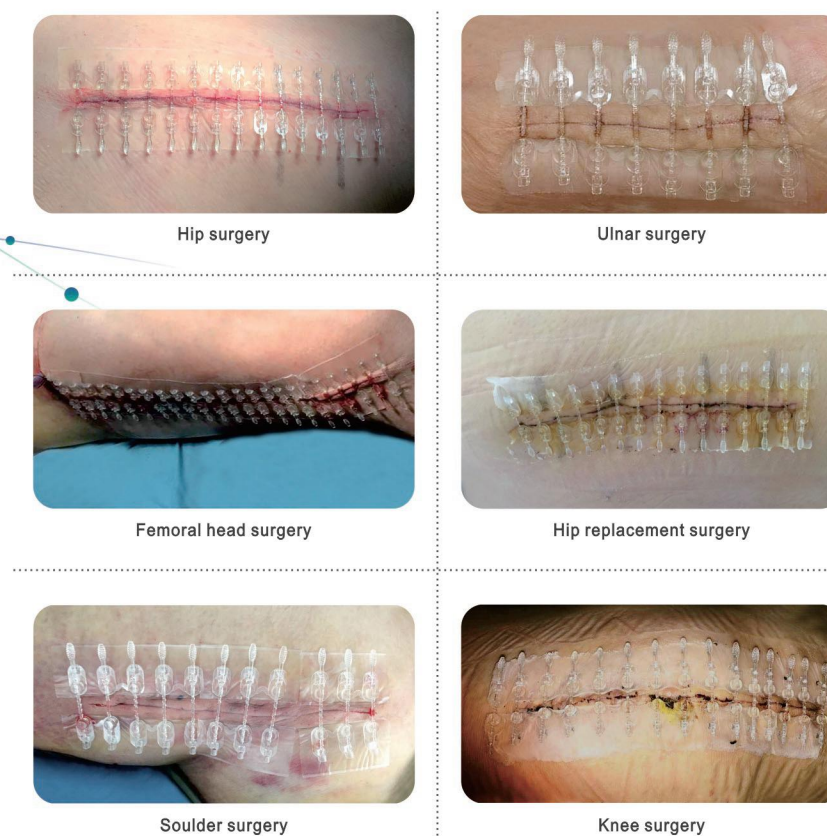 Hip surgery
Ulnar surgery
Femoral head surgery
Hip replacement surgery
Soulder surgery
Knee surgery